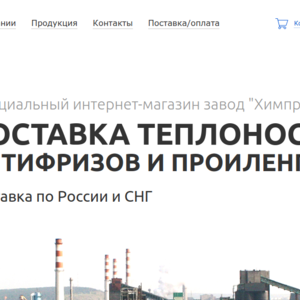 нии Продукция Контакты Поставка/оплата
циальный интернет-магазин завод "Химпр
ОСТАВКА ТЕПЛОНОС
ТИФРИЗОВ И ПРОИЛЕН
авка по России и СНГ